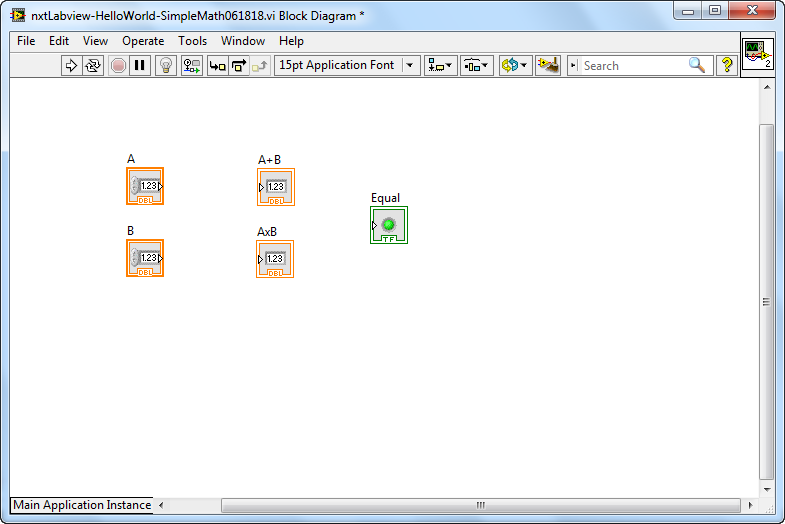 nxtLabview-HelloWorld-SimpleMath061818.vi Block Diagram *
File Edit View Operate Tools Window Help
15pt Application Font Search ? 2
A A+B
1.23 1.23
DBL DBL
Equal
TF
B AxB
1.23 1.23
DBL DBL
Main Application Instance